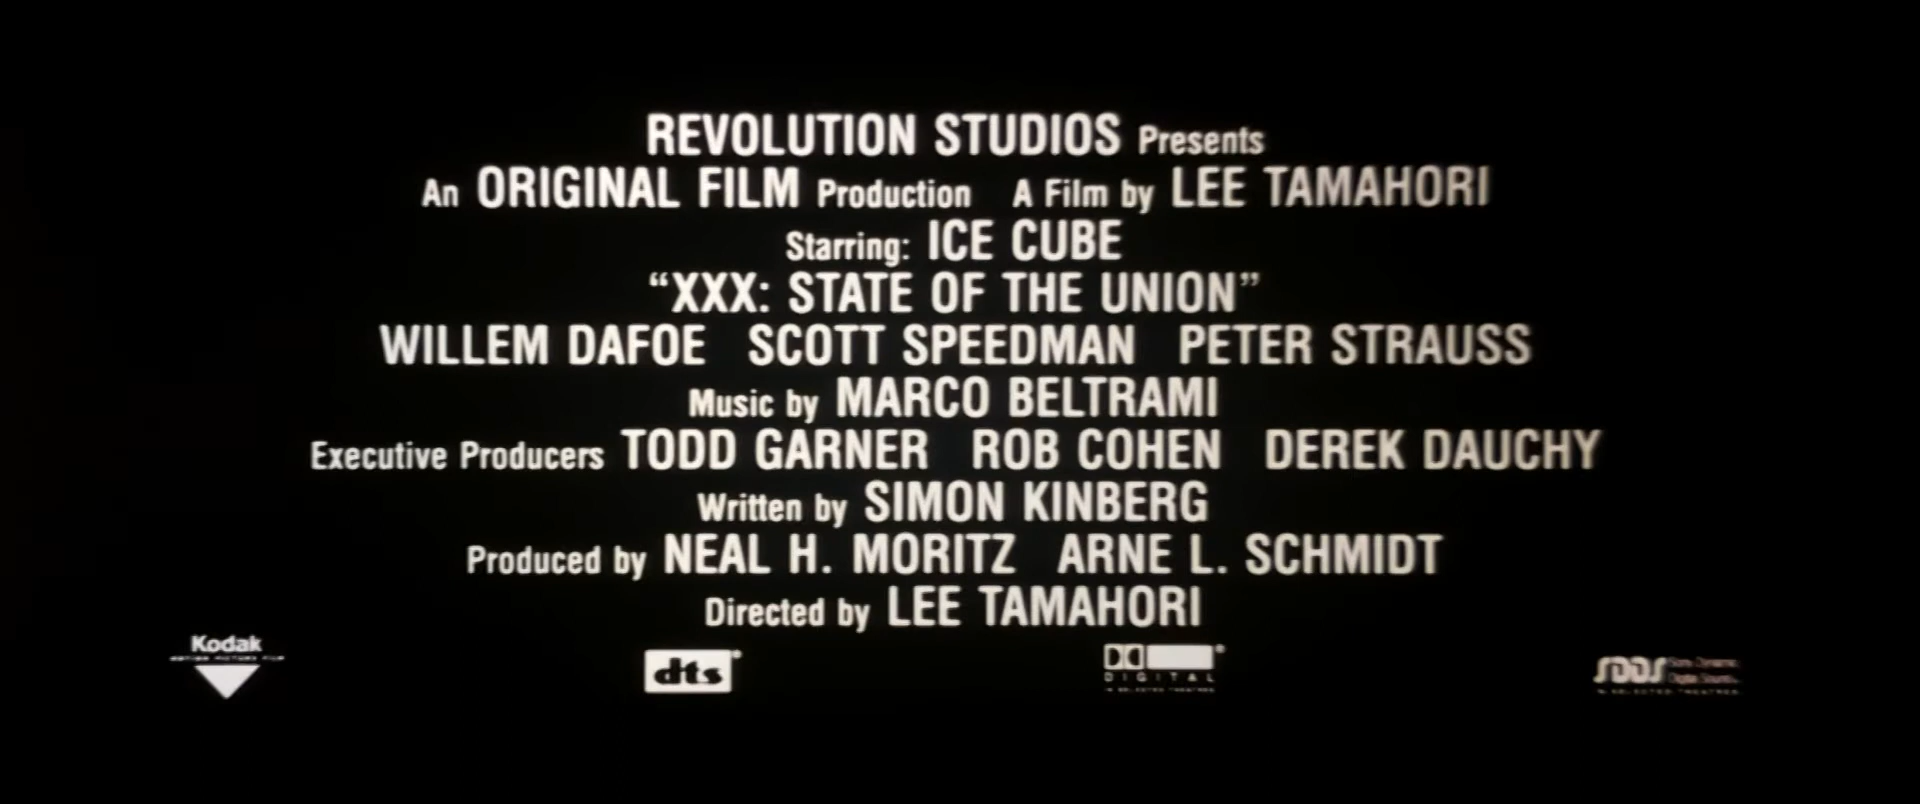 REVOLUTION STUDIOS Presents
An ORIGINAL FILM Production A Film by LEE TAMAHORI
Starring: ICE CUBE
“XXX: STATE OF THE UNION”
WILLEM DAFOE SCOTT SPEEDMAN PETER STRAUSS
Music by MARCO BELTRAMI
Executive Producers TODD GARNER ROB COHEN DEREK DAUCHY
Written by SIMON KINBERG
Produced by NEAL H. MORITZ ARNE L. SCHMIDT
Directed by LEE TAMAHORI
Kodak
dts
DIGITAL
SDDS